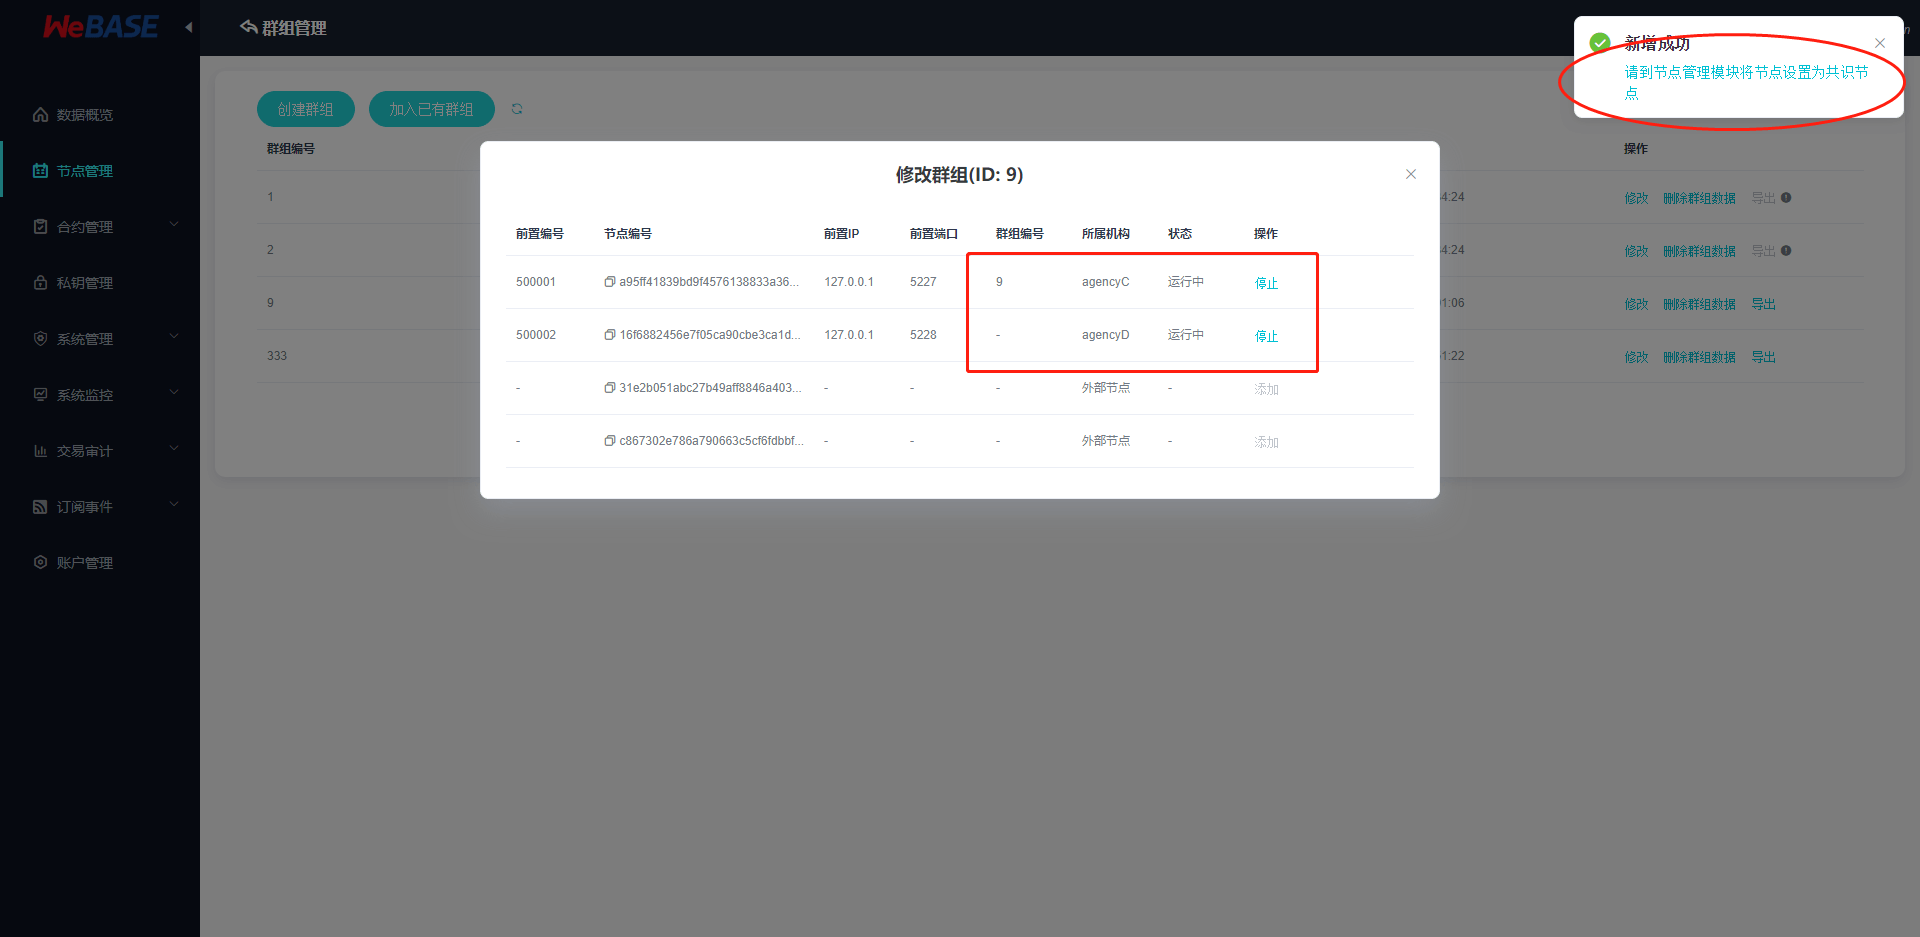 WeBASE
群组管理
数据概览
节点管理
合约管理
私钥管理
系统管理
系统监控
交易审计
订阅事件
账户管理
创建群组 加入已有群组
群组编号 操作
1 4:24 修改 删除群组数据 导出
2 4:24 修改 删除群组数据 导出
9 1:06 修改 删除群组数据 导出
333 1:22 修改 删除群组数据 导出
修改群组(ID: 9)
前置编号 节点编号 前置IP 前置端口 群组编号 所属机构 状态 操作
500001 a95ff41839bd9f4576138833a36... 127.0.0.1 5227 9 agencyC 运行中 停止
500002 16f6882456e7f05ca90cbe3ca1d... 127.0.0.1 5228 - agencyD 运行中 停止
- 31e2b051abc27b49aff8846a403... - - - 外部节点 - 添加
- c867302e786a790663c5cf6fdbbf... - - - 外部节点 - 添加
新增成功
请到节点管理模块将节点设置为共识节
点